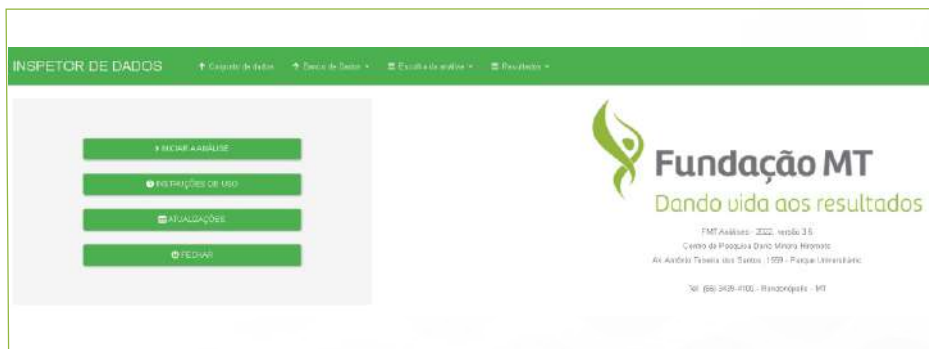 INSPETOR DE DADOS
Conjunto de dados
Banco de Dados
Escolha da análise
Resultados
INICIAR A ANÁLISE
INSTRUÇÕES DE USO
ATUALIZAÇÕES
FECHAR
Fundação MT
Dando vida aos resultados
FMT Análises - 2022, versão 3.6
Centro de Pesquisa Dario Minoru Hiromoto
Av. Antônio Teixeira dos Santos, 1559 - Parque Universitário
Tel: (66) 3439-4100 - Rondonópolis - MT